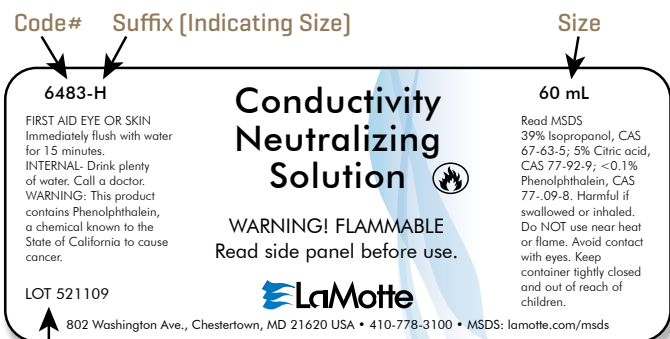 Code# Suffix (Indicating Size) Size
6483-H
FIRST AID EYE OR SKIN
Immediately flush with water
for 15 minutes.
INTERNAL- Drink plenty
of water. Call a doctor.
WARNING: This product
contains Phenolphthalein,
a chemical known to the
State of California to cause
cancer.
LOT 521109
Conductivity
Neutralizing
Solution
WARNING! FLAMMABLE
Read side panel before use.
LaMotte
60 mL
Read MSDS
39% Isopropanol, CAS
67-63-5; 5% Citric acid,
CAS 77-92-9; <0.1%
Phenolphthalein, CAS
77-.09-8. Harmful if
swallowed or inhaled.
Do NOT use near heat
or flame. Avoid contact
with eyes. Keep
container tightly closed
and out of reach of
children.
802 Washington Ave., Chestertown, MD 21620 USA • 410-778-3100 • MSDS: lamotte.com/msds